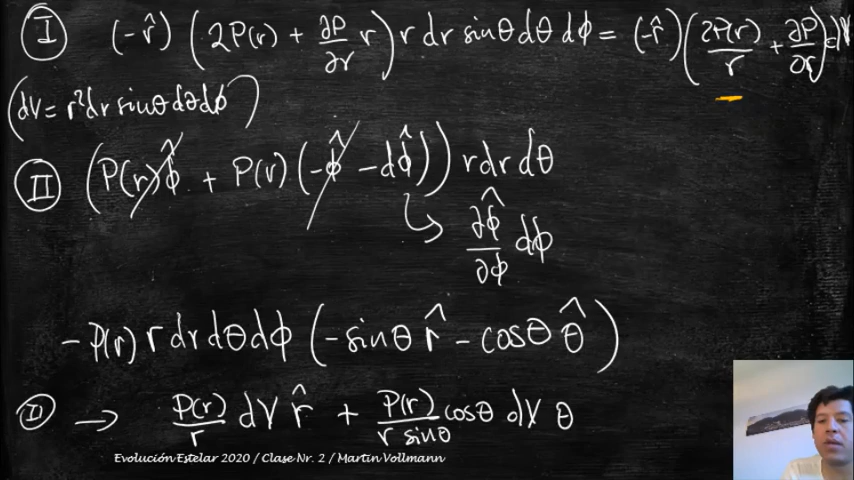 Ⓘ (-r̂) (2P(r) + ∂P/∂r r) r dr sinθ dθ dϕ = (-r̂) (2P(r)/r + ∂P/∂r) dV
(dV = r²dr sinθ dθ dϕ)
ⒾⒾ (P(r) ϕ̂ + P(r) (-ϕ̂ - dϕ̂)) r dr dθ
↳ ∂ϕ̂/∂ϕ dϕ
- P(r) r dr dθ dϕ (-sinθ r̂ - cosθ θ̂)
Ⓘⓘ → P(r)/r dV r̂ + P(r)/(r sinθ) cosθ dV θ
Evolución Estelar 2020 / Clase Nr. 2 / Martin Vollmann